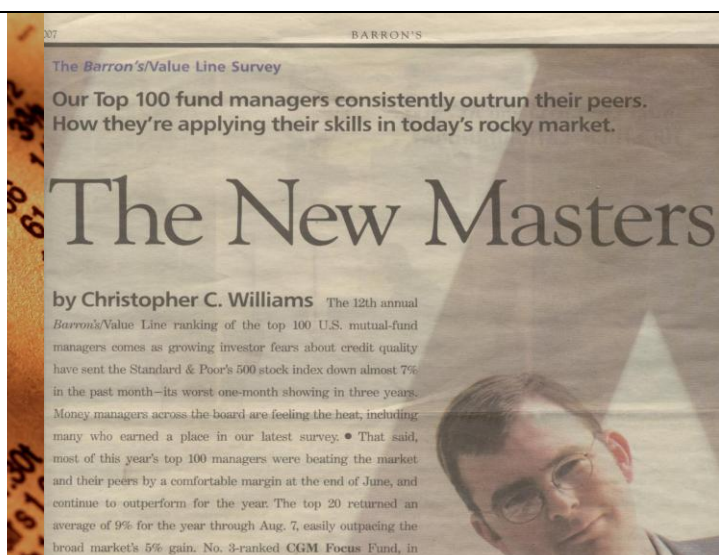 007
BARRON'S
The Barron's/Value Line Survey
Our Top 100 fund managers consistently outrun their peers.
How they're applying their skills in today's rocky market.
The New Masters
by Christopher C. Williams The 12th annual
Barron's/Value Line ranking of the top 100 U.S. mutual-fund
managers comes as growing investor fears about credit quality
have sent the Standard & Poor's 500 stock index down almost 7%
in the past month—its worst one-month showing in three years.
Money managers across the board are feeling the heat, including
many who earned a place in our latest survey. ● That said,
most of this year's top 100 managers were beating the market
and their peers by a comfortable margin at the end of June, and
continue to outperform for the year. The top 20 returned an
average of 9% for the year through Aug. 7, easily outpacing the
broad market's 5% gain. No. 3-ranked CGM Focus Fund, in